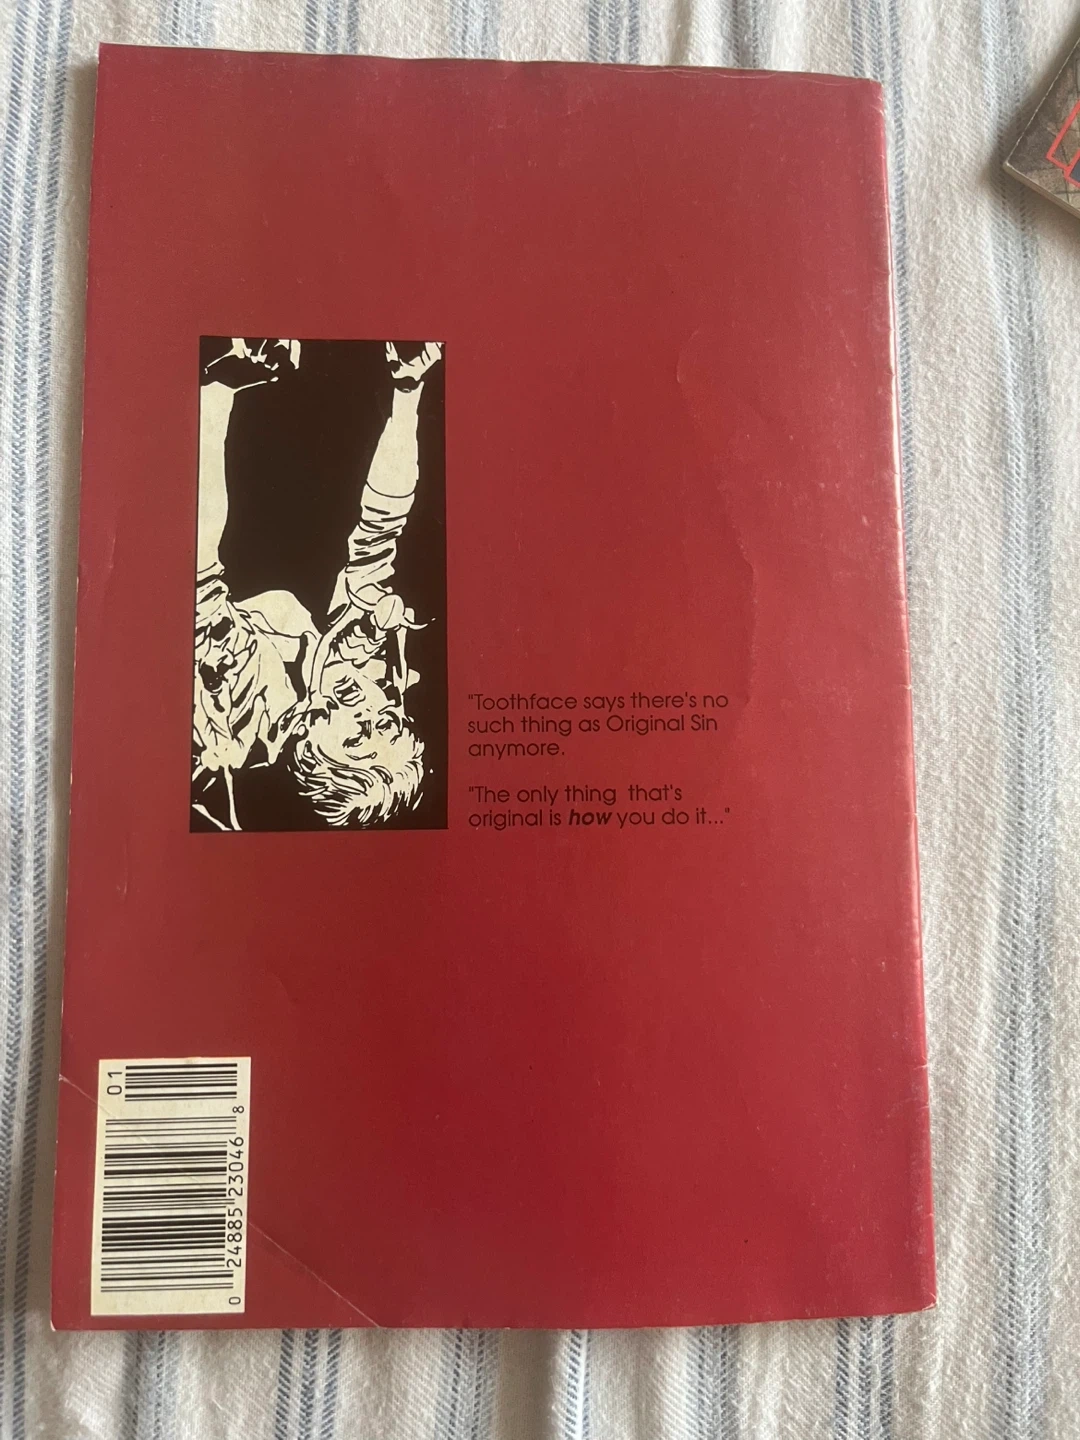 "Toothface says there's no
such thing as Original Sin
anymore.
"The only thing that's
original is how you do it..."
01
0 24885 23046 8